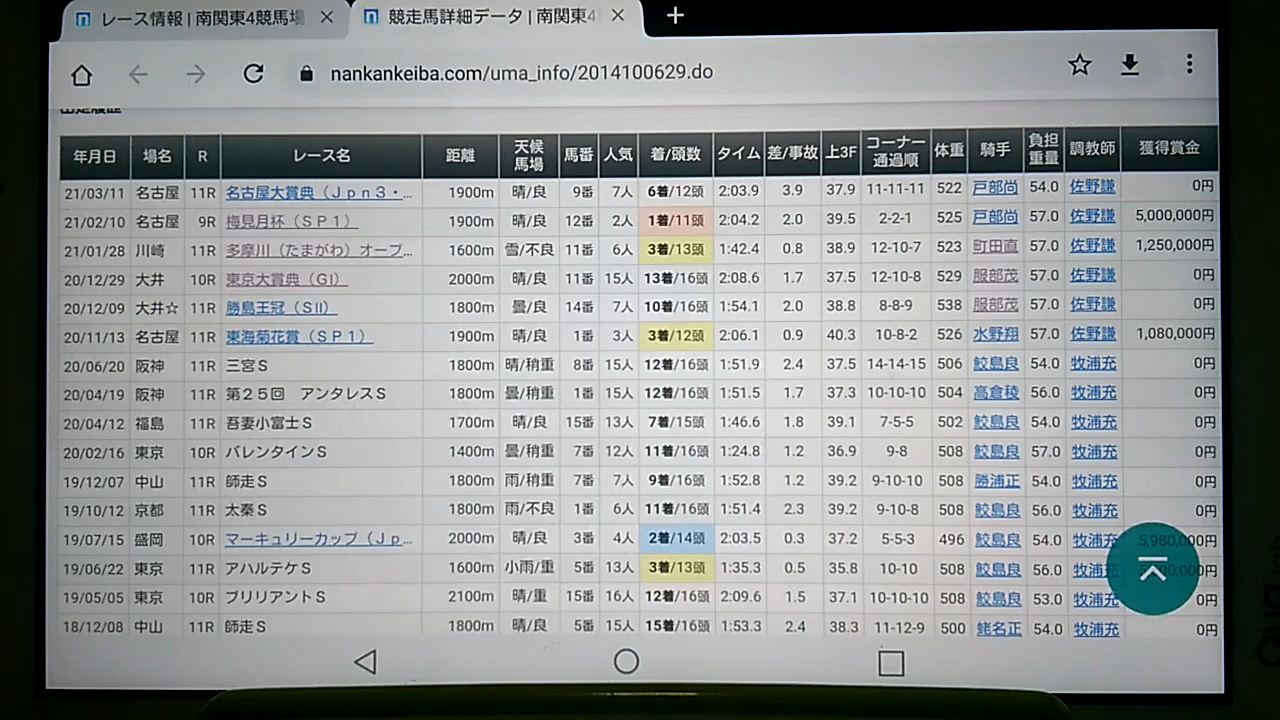 レース情報 | 南関東4競馬場
競走馬詳細データ | 南関東4
nankankeiba.com/uma_info/2014100629.do
年月日 場名 R レース名 距離 天候馬場 馬番 人気 着/頭数 タイム 差/事故 上3F コーナー通過順 体重 騎手 負担重量 調教師 獲得賞金
21/03/11 名古屋 11R 名古屋大賞典（Ｊｐｎ３・... 1900m 晴/良 9番 7人 6着/12頭 2:03.9 3.9 37.9 11-11-11 522 戸部尚 54.0 佐野謙 0円
21/02/10 名古屋 9R 梅見月杯（ＳＰ１） 1900m 晴/良 12番 2人 1着/11頭 2:04.2 2.0 39.5 2-2-1 525 戸部尚 57.0 佐野謙 5,000,000円
21/01/28 川崎 11R 多摩川（たまがわ）オープ... 1600m 雪/不良 11番 6人 3着/13頭 1:42.4 0.8 38.9 12-10-7 523 町田直 57.0 佐野謙 1,250,000円
20/12/29 大井 10R 東京大賞典（ＧⅠ） 2000m 晴/良 11番 15人 13着/16頭 2:08.6 1.7 37.5 12-10-8 529 服部茂 57.0 佐野謙 0円
20/12/09 大井☆ 11R 勝島王冠（ＳⅡ） 1800m 曇/良 14番 7人 10着/16頭 1:54.1 2.0 38.8 8-8-9 538 服部茂 57.0 佐野謙 0円
20/11/13 名古屋 11R 東海菊花賞（ＳＰ１） 1900m 晴/良 1番 3人 3着/12頭 2:06.1 0.9 40.3 10-8-2 526 水野翔 57.0 佐野謙 1,080,000円
20/06/20 阪神 11R 三宮Ｓ 1800m 晴/稍重 8番 15人 12着/16頭 1:51.9 2.4 37.5 14-14-15 506 鮫島良 54.0 牧浦充 0円
20/04/19 阪神 11R 第２５回　アンタレスＳ 1800m 曇/稍重 1番 15人 12着/16頭 1:51.5 1.7 37.3 10-10-10 504 高倉稜 56.0 牧浦充 0円
20/04/12 福島 11R 吾妻小富士Ｓ 1700m 晴/良 15番 13人 7着/15頭 1:46.6 1.8 39.1 7-5-5 502 鮫島良 54.0 牧浦充 0円
20/02/16 東京 10R バレンタインＳ 1400m 曇/稍重 7番 12人 11着/16頭 1:24.8 1.2 36.9 9-8 508 鮫島良 57.0 牧浦充 0円
19/12/07 中山 11R 師走Ｓ 1800m 雨/稍重 7番 7人 9着/16頭 1:52.8 1.2 39.2 9-10-10 508 勝浦正 54.0 牧浦充 0円
19/10/12 京都 11R 太秦Ｓ 1800m 雨/不良 1番 6人 11着/16頭 1:51.4 2.3 39.2 9-10-8 508 鮫島良 56.0 牧浦充 0円
19/07/15 盛岡 10R マーキュリーカップ（Ｊｐ... 2000m 晴/良 3番 4人 2着/14頭 2:03.5 0.3 37.2 5-5-3 496 鮫島良 54.0 牧浦充 5,980,000円
19/06/22 東京 11R アハルテケＳ 1600m 小雨/重 5番 13人 3着/13頭 1:35.3 0.5 35.8 10-10 508 鮫島良 56.0 牧浦充
19/05/05 東京 10R ブリリアントＳ 2100m 晴/重 15番 16人 12着/16頭 2:09.6 1.5 37.1 10-10-10 508 鮫島良 53.0 牧浦充 0円
18/12/08 中山 11R 師走Ｓ 1800m 晴/良 5番 15人 15着/16頭 1:53.3 2.4 38.3 11-12-9 500 蛯名正 54.0 牧浦充 0円